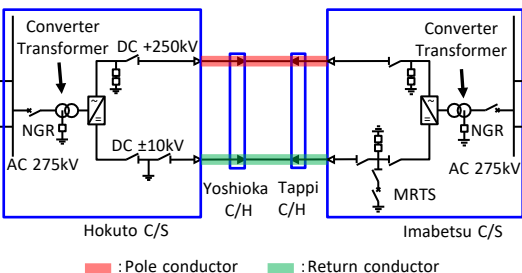 Converter
Transformer
DC +250kV
NGR
AC 275kV
DC ±10kV
Hokuto C/S
Yoshioka
C/H
Tappi
C/H
Converter
Transformer
NGR
AC 275kV
MRTS
Imabetsu C/S
: Pole conductor
: Return conductor